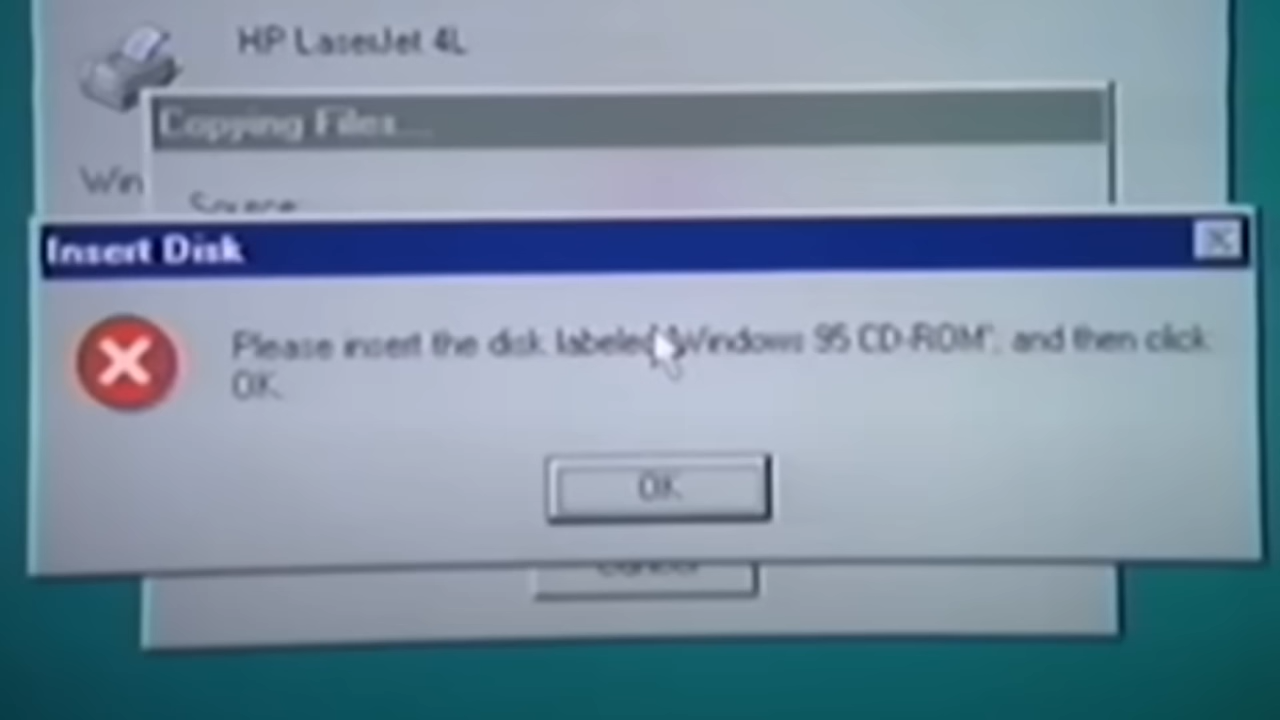 HP LaserJet 4L
Copying Files...
Win
Source:
Insert Disk
Please insert the disk labeled "Windows 95 CD-ROM", and then click
OK.
OK
Cancel